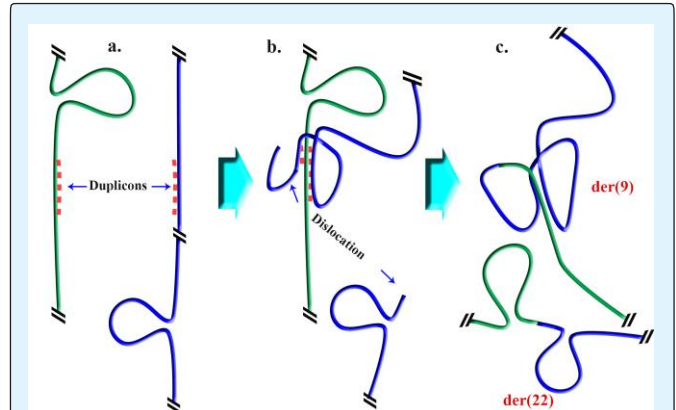 a.
b.
c.
Duplicons
Dislocation
der(9)
der(22)